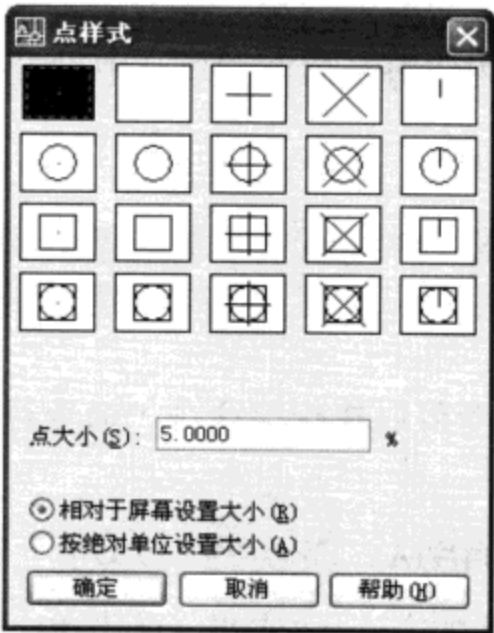 点样式
点大小(S): 5.0000 %
相对于屏幕设置大小(R)
按绝对单位设置大小(A)
确定 取消 帮助(H)